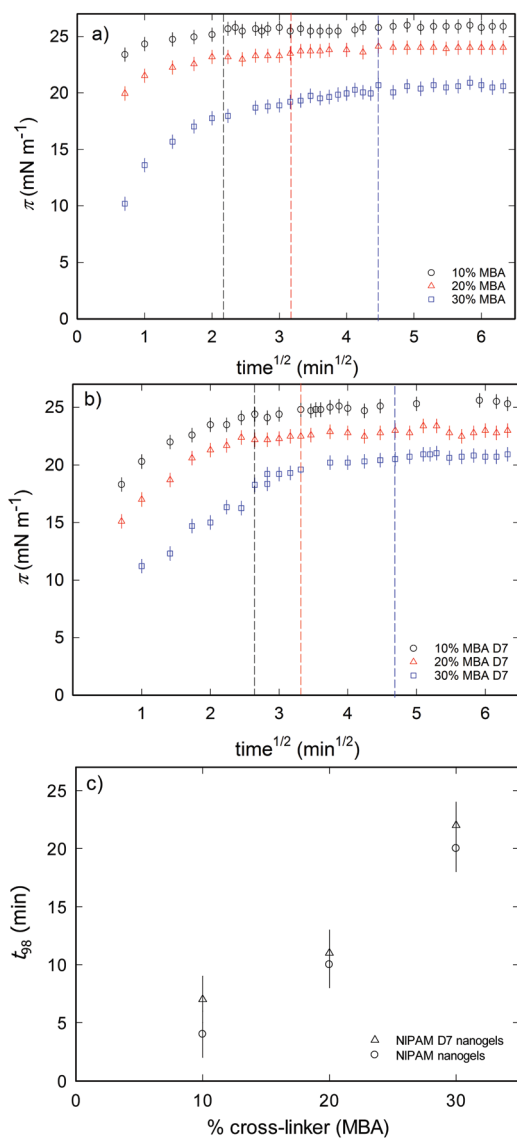 a)
25
20
15
10
5
0
π (mN m⁻¹)
10% MBA
20% MBA
30% MBA
0 1 2 3 4 5 6
time^1/2 (min^1/2)
b)
25
20
15
10
5
0
π (mN m⁻¹)
10% MBA D7
20% MBA D7
30% MBA D7
1 2 3 4 5 6
time^1/2 (min^1/2)
c)
25
20
15
10
5
0
t₉₈ (min)
NIPAM D7 nanogels
NIPAM nanogels
0 10 20 30
% cross-linker (MBA)